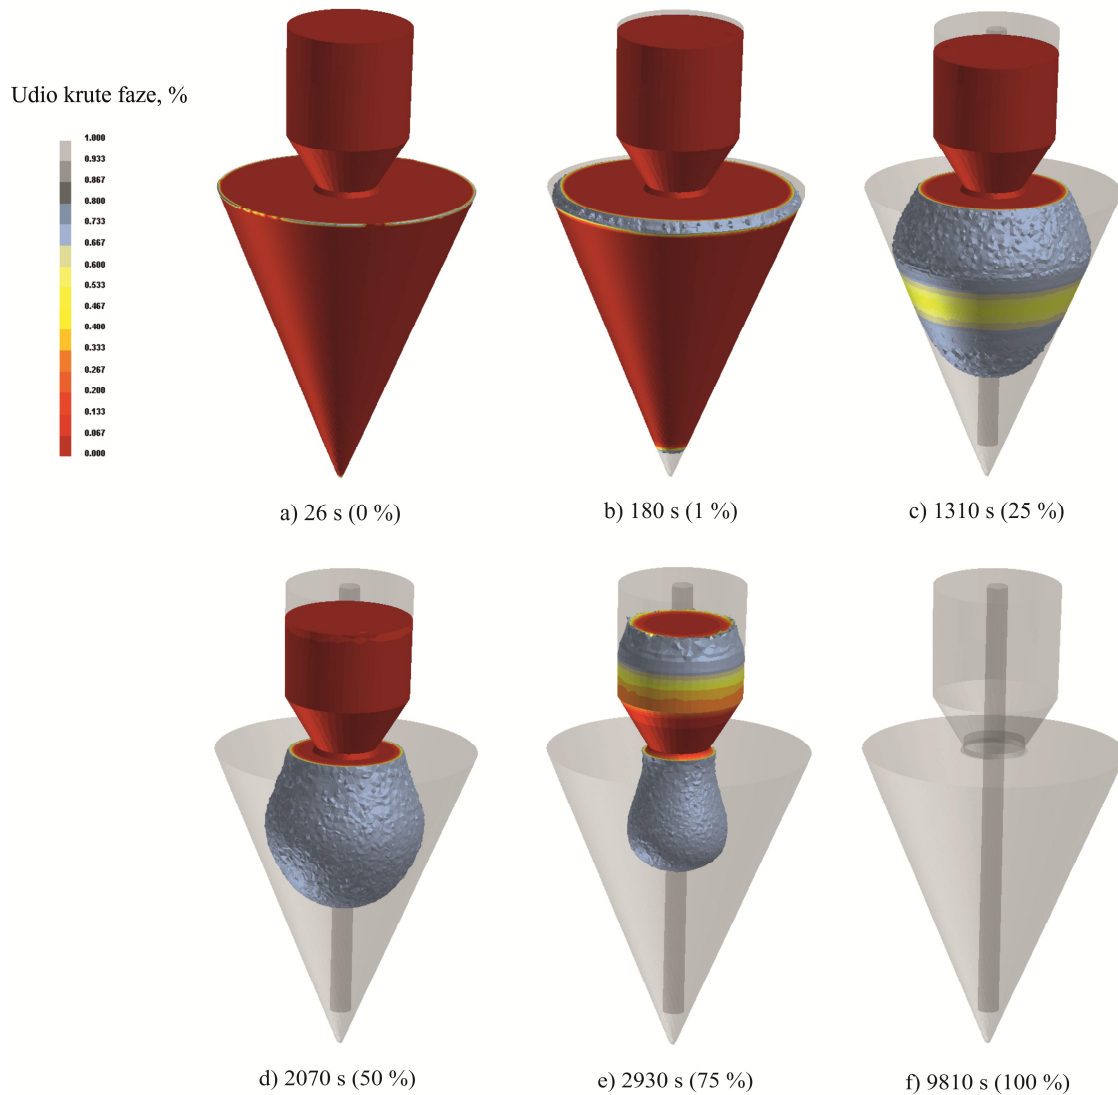 Udio krute faze, %
1.000
0.933
0.867
0.800
0.733
0.667
0.600
0.533
0.467
0.400
0.333
0.267
0.200
0.133
0.067
0.000
a) 26 s (0 %)
b) 180 s (1 %)
c) 1310 s (25 %)
d) 2070 s (50 %)
e) 2930 s (75 %)
f) 9810 s (100 %)